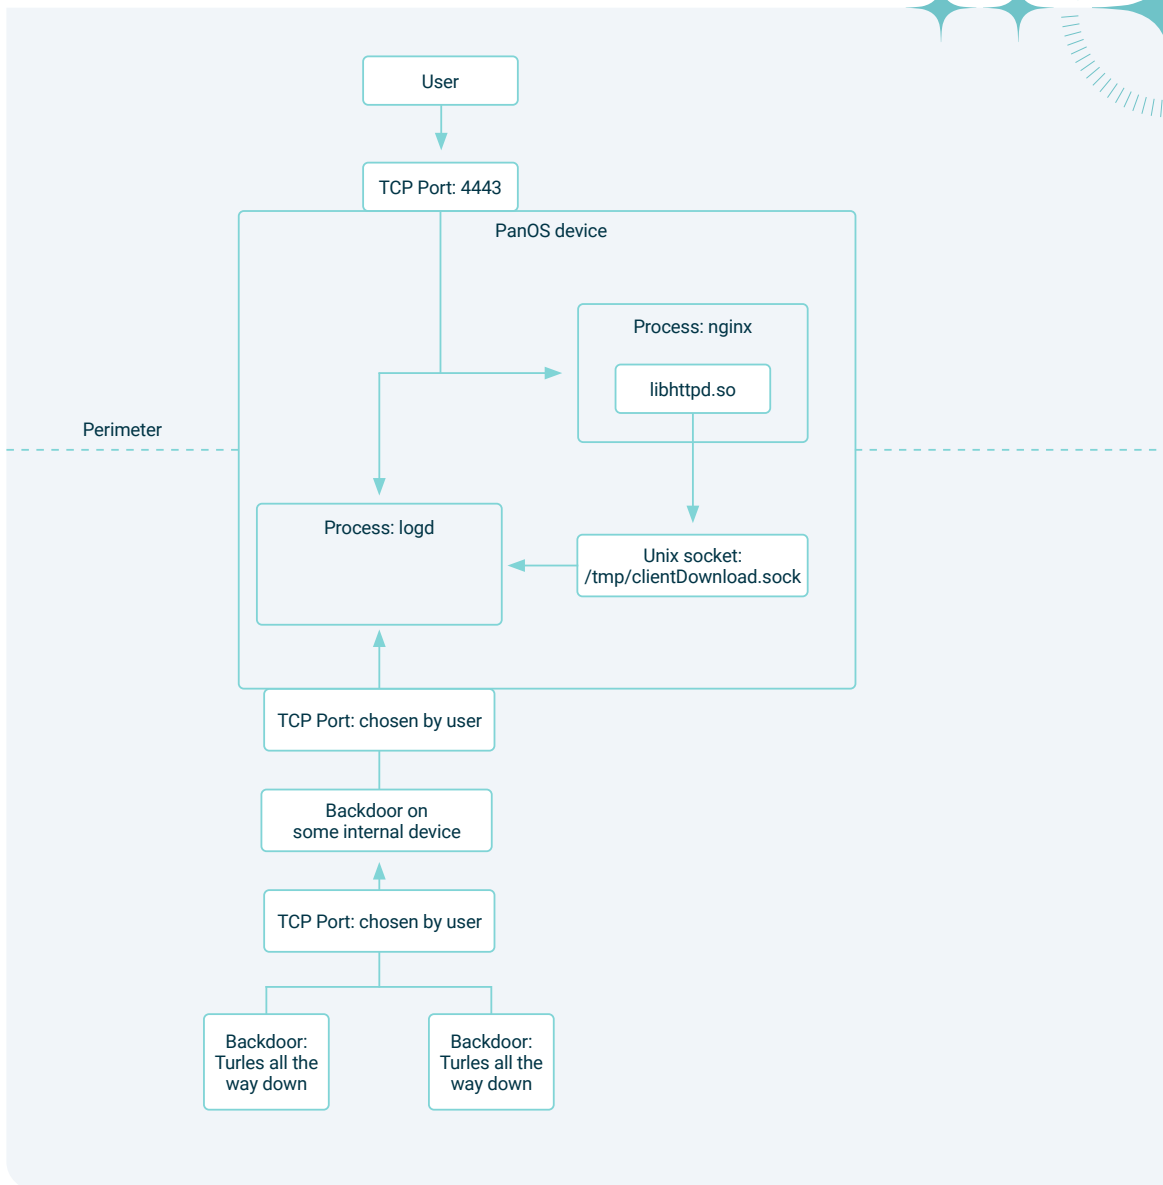 User
TCP Port: 4443
PanOS device
Process: nginx
libhttpd.so
Perimeter
Process: logd
Unix socket:
/tmp/clientDownload.sock
TCP Port: chosen by user
Backdoor on
some internal device
TCP Port: chosen by user
Backdoor:
Turles all the
way down
Backdoor:
Turles all the
way down